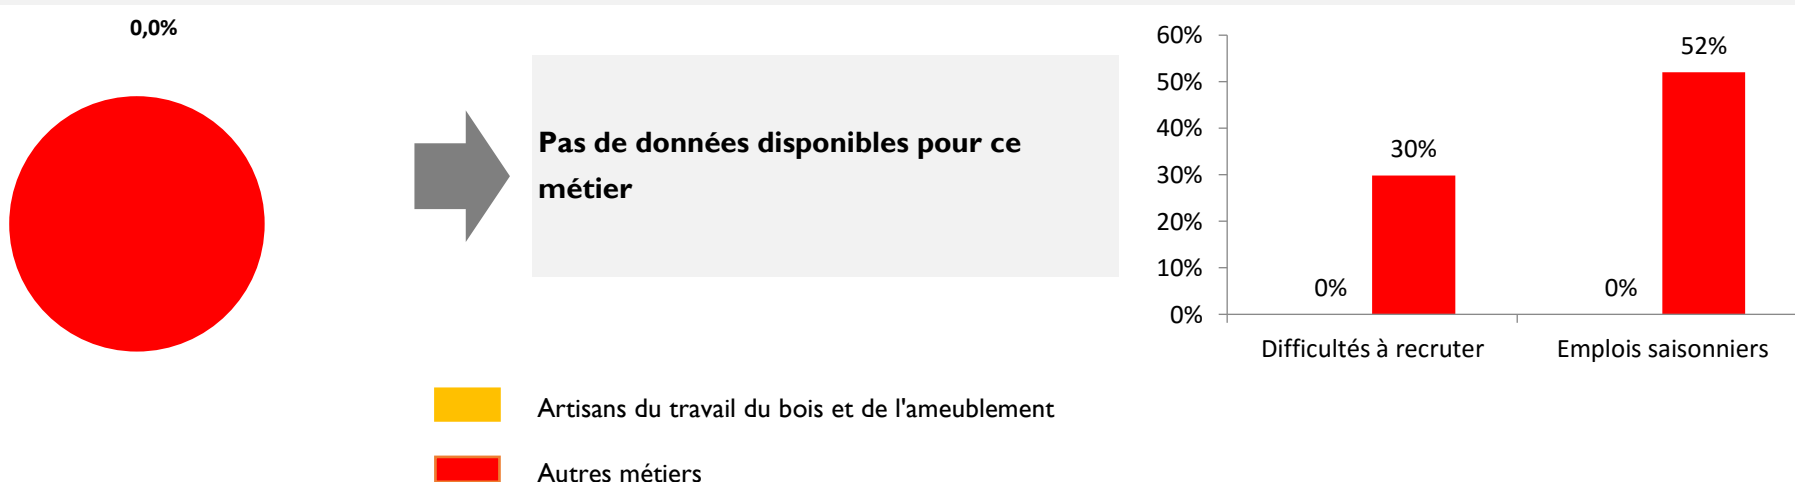 0,0%
Pas de données disponibles pour ce
métier
60%
50%
40%
30%
20%
10%
0%
0%
30%
0%
52%
Difficultés à recruter
Emplois saisonniers
Artisans du travail du bois et de l'ameublement
Autres métiers